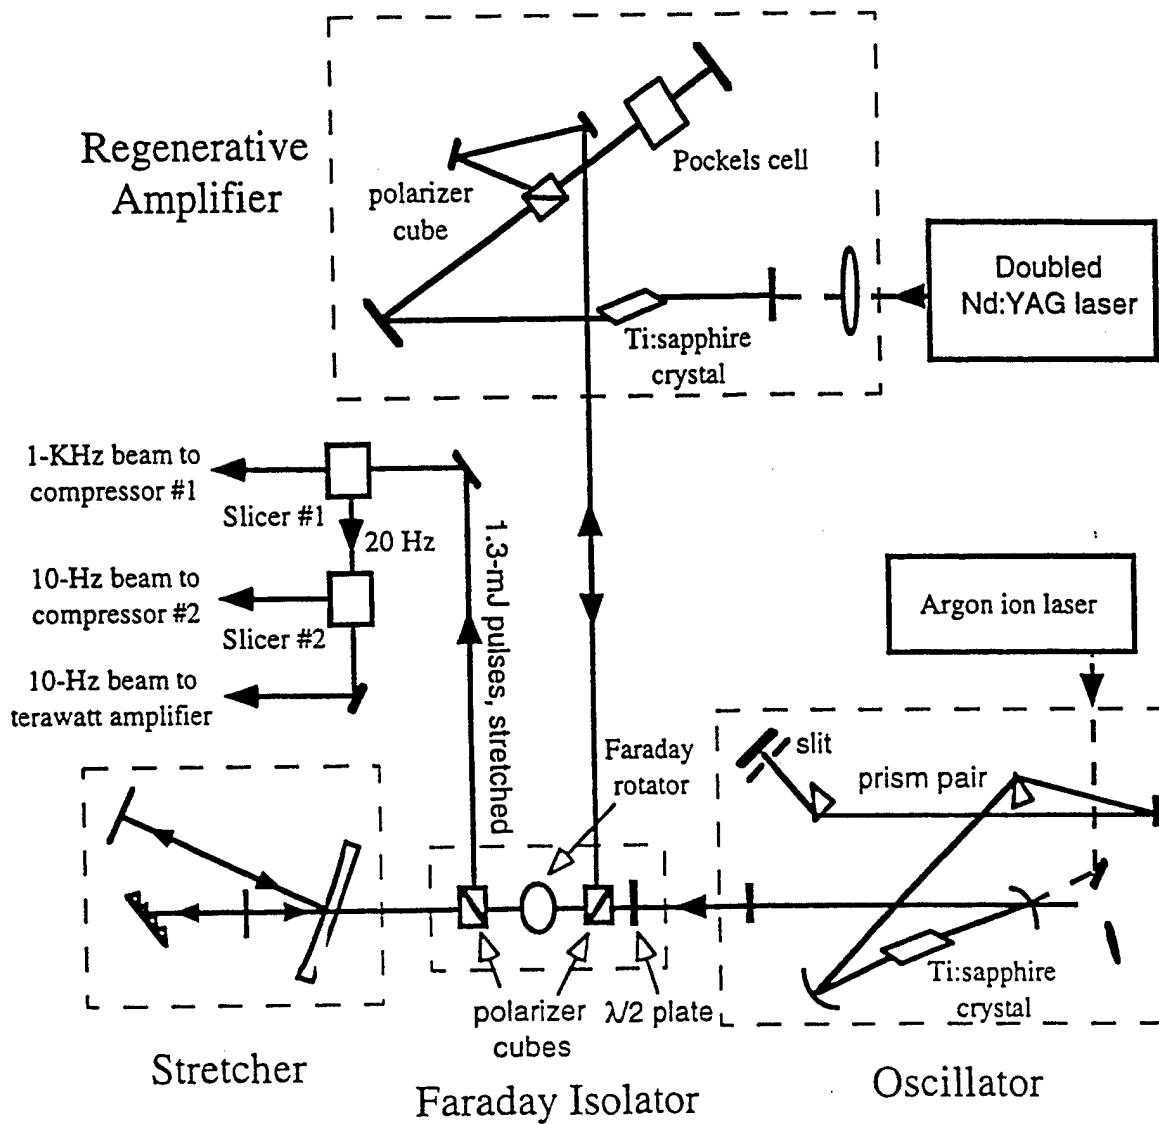 Regenerative
Amplifier
polarizer
cube
Pockels cell
Ti:sapphire
crystal
Doubled
Nd:YAG laser
1-KHz beam to
compressor #1
Slicer #1
20 Hz
10-Hz beam to
compressor #2
Slicer #2
10-Hz beam to
terawatt amplifier
1.3-mJ pulses, stretched
Argon ion laser
Faraday
rotator
slit
prism pair
Ti:sapphire
crystal
polarizer
cubes
λ/2 plate
Stretcher
Faraday Isolator
Oscillator